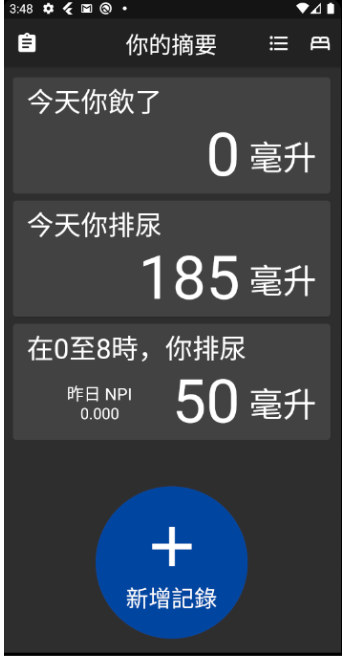 3:48
你的摘要
今天你飲了
0 毫升
今天你排尿
185 毫升
在0至8時，你排尿
昨日 NPI
0.000
50 毫升
新增記錄